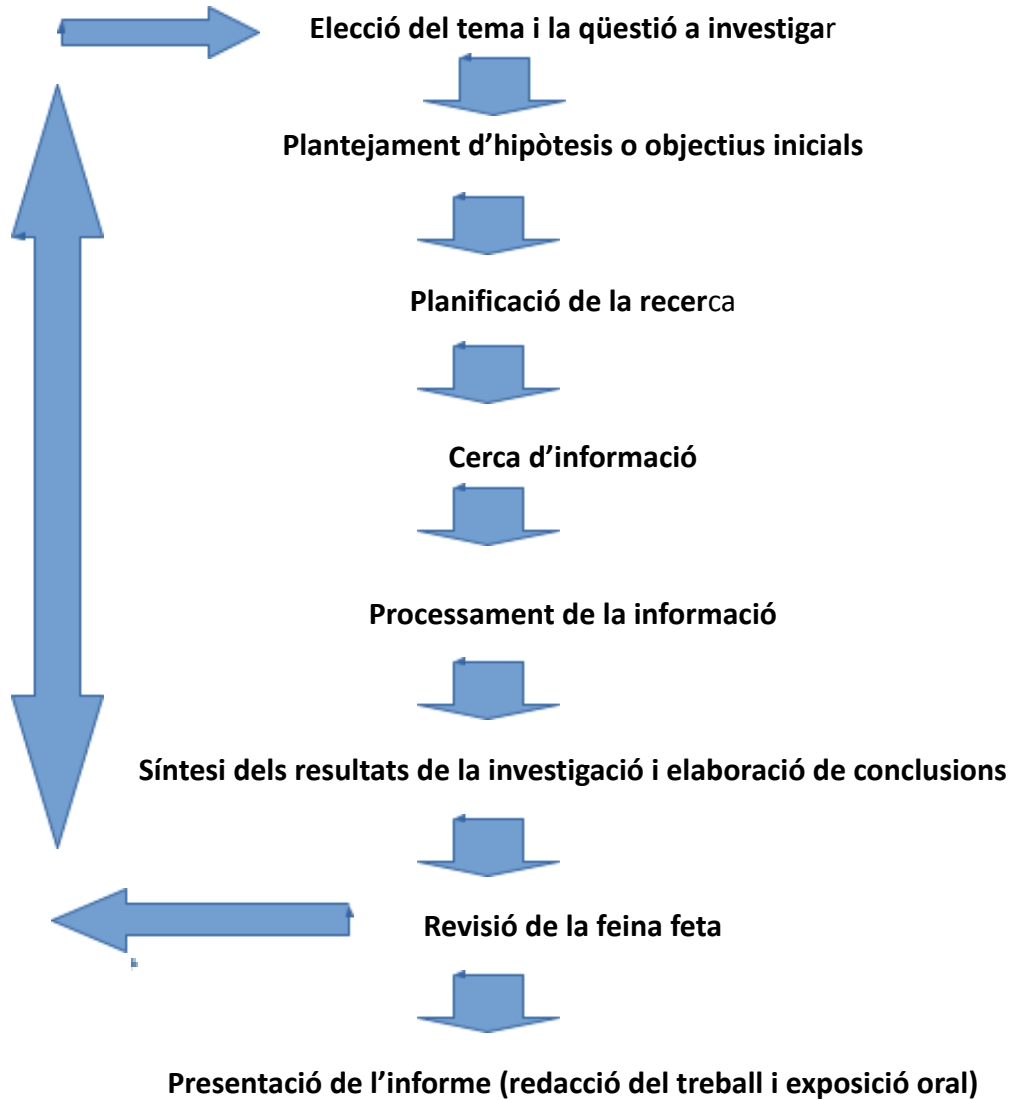 Elecció del tema i la qüestió a investigar
Plantejament d’hipòtesis o objectius inicials
Planificació de la recerca
Cerca d’informació
Processament de la informació
Síntesi dels resultats de la investigació i elaboració de conclusions
Revisió de la feina feta
Presentació de l’informe (redacció del treball i exposició oral)